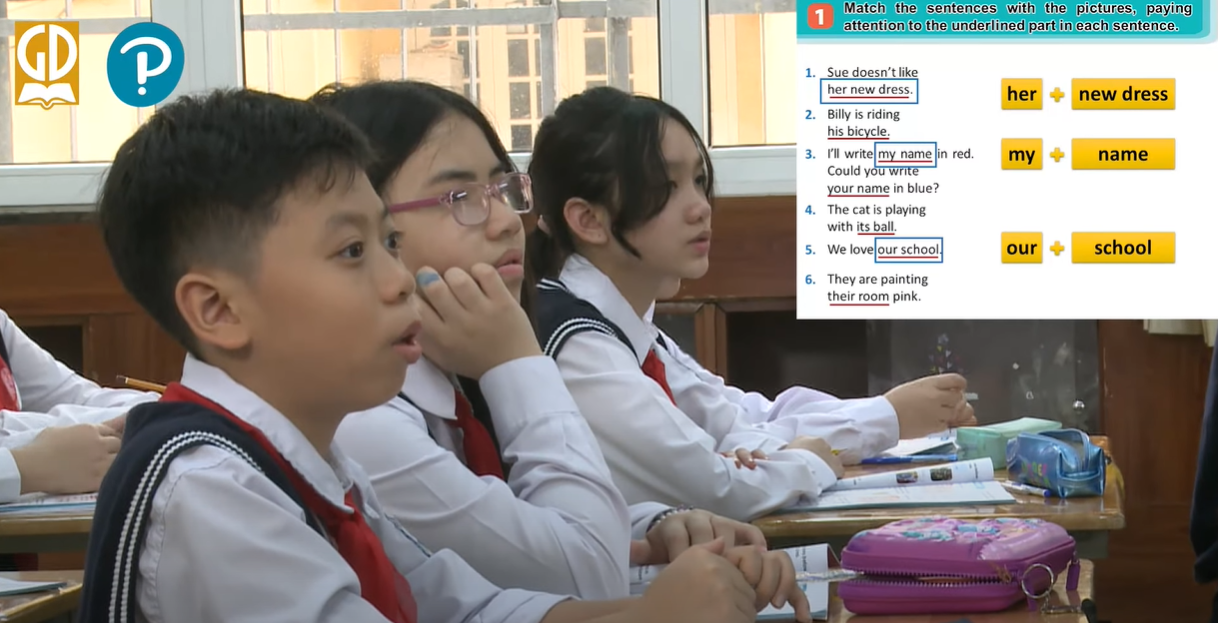 GD
P
1 Match the sentences with the pictures, paying
attention to the underlined part in each sentence.
1. Sue doesn't like
her new dress.
2. Billy is riding
his bicycle.
3. I'll write my name in red.
Could you write
your name in blue?
4. The cat is playing
with its ball.
5. We love our school.
6. They are painting
their room pink.
her + new dress
my + name
our + school